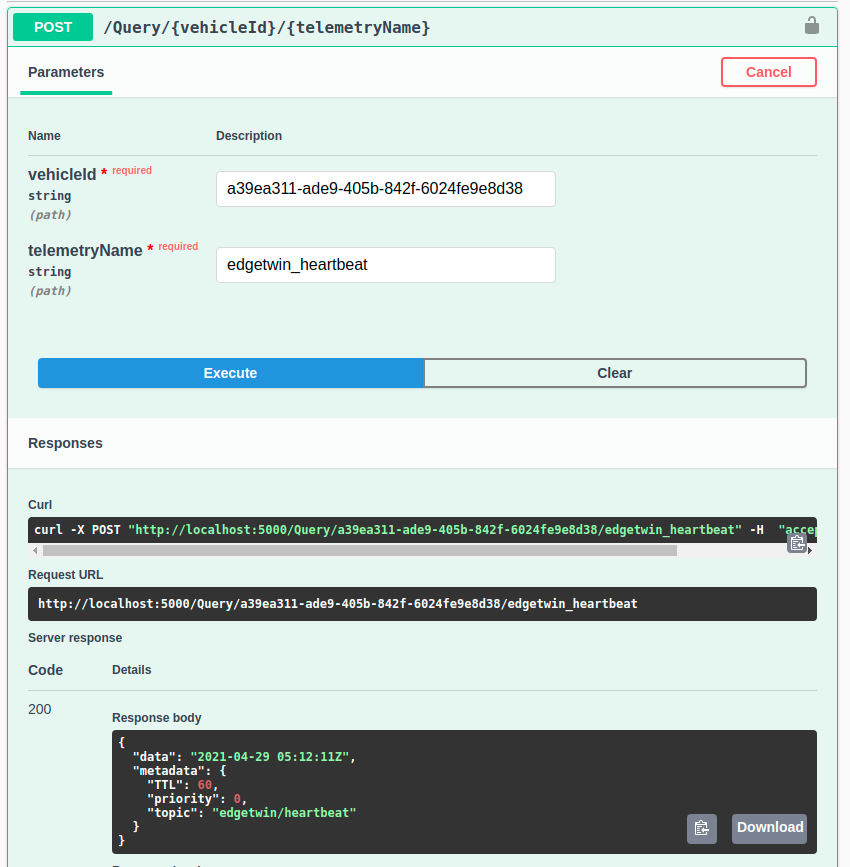 POST /Query/{vehicleId}/{telemetryName}
Parameters
Cancel
Name Description
vehicleId * required
string
(path)
a39ea311-ade9-405b-842f-6024fe9e8d38
telemetryName * required
string
(path)
edgetwin_heartbeat
Execute Clear
Responses
Curl
curl -X POST "http://localhost:5000/Query/a39ea311-ade9-405b-842f-6024fe9e8d38/edgetwin_heartbeat" -H "accep
Request URL
http://localhost:5000/Query/a39ea311-ade9-405b-842f-6024fe9e8d38/edgetwin_heartbeat
Server response
Code Details
200
Response body
{
"data": "2021-04-29 05:12:11Z",
"metadata": {
"TTL": 60,
"priority": 0,
"topic": "edgetwin/heartbeat"
}
}
Download